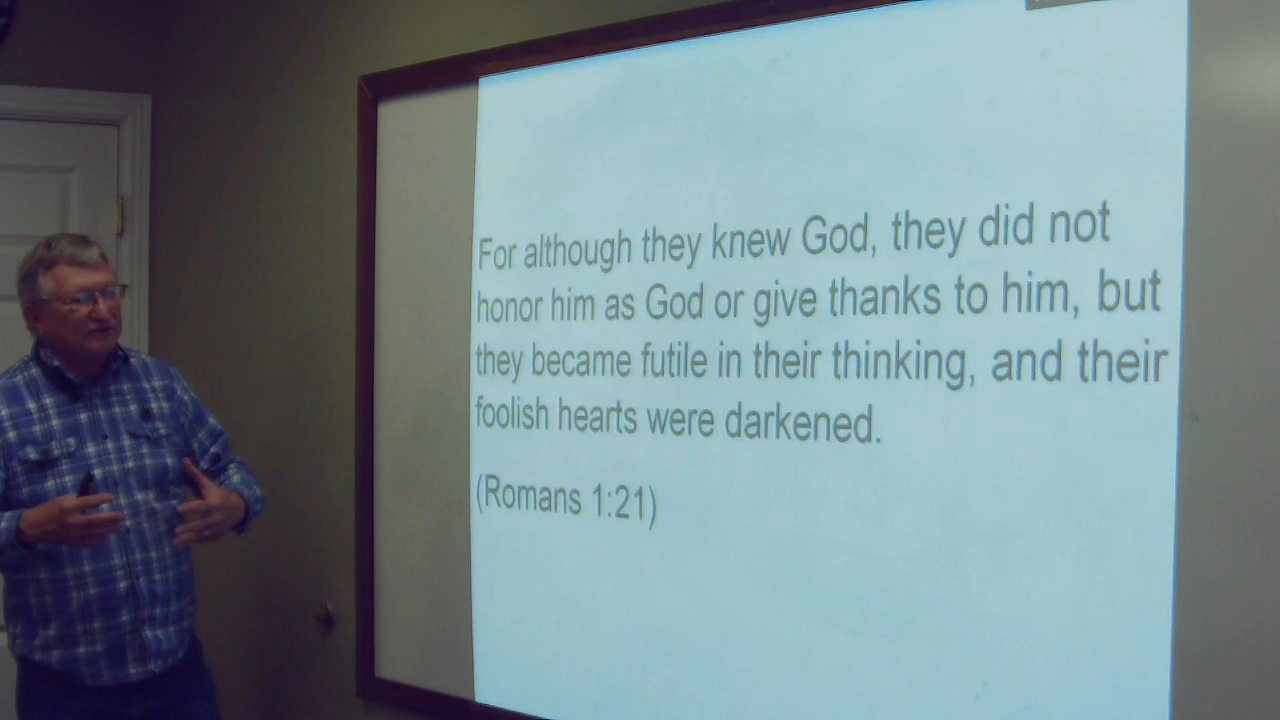 For although they knew God, they did not
honor him as God or give thanks to him, but
they became futile in their thinking, and their
foolish hearts were darkened.
(Romans 1:21)